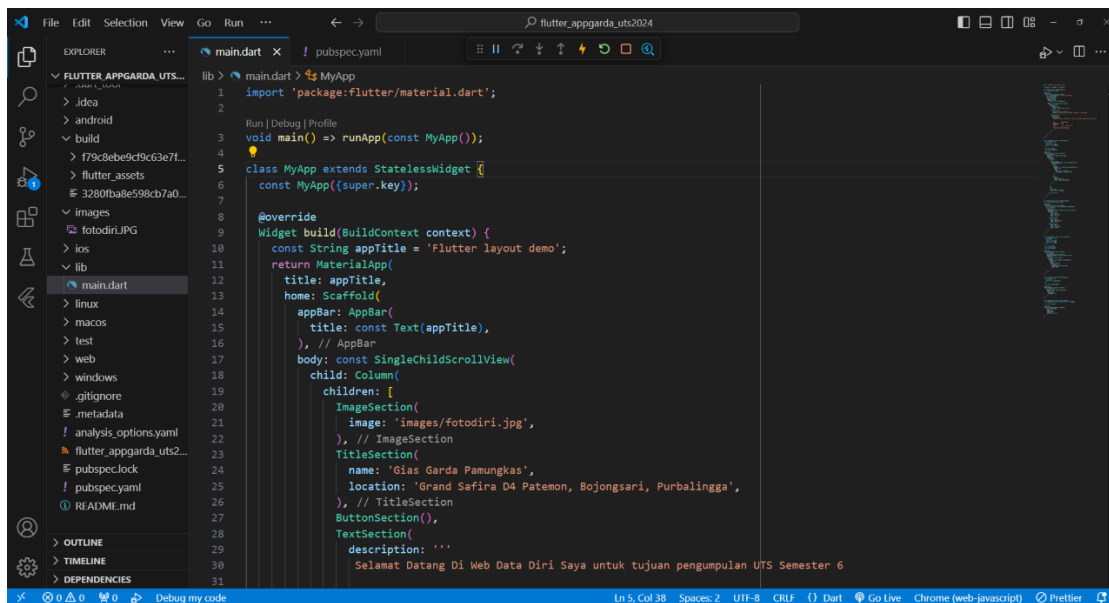 File Edit Selection View Go Run ···
flutter_appgarda_uts2024
EXPLORER ···
FLUTTER_APPGARDA_UTS...
.idea
android
build
f79c8ebe9cf9c63e7f...
flutter_assets
3280fba8e598cb7a0...
images
fotodiri.JPG
ios
lib
main.dart
linux
macos
test
web
windows
.gitignore
.metadata
analysis_options.yaml
flutter_appgarda_uts2...
pubspec.lock
pubspec.yaml
README.md
OUTLINE
TIMELINE
DEPENDENCIES
main.dart × ! pubspec.yaml
lib > main.dart > MyApp
1 import 'package:flutter/material.dart';
2
Run | Debug | Profile
3 void main() => runApp(const MyApp());
4
5 class MyApp extends StatelessWidget {
6 const MyApp({super.key});
7
8 @override
9 Widget build(BuildContext context) {
10 const String appTitle = 'Flutter layout demo';
11 return MaterialApp(
12 title: appTitle,
13 home: Scaffold(
14 appBar: AppBar(
15 title: const Text(appTitle),
16 ), // AppBar
17 body: const SingleChildScrollView(
18 child: Column(
19 children: [
20 ImageSection(
21 image: 'images/fotodiri.jpg',
22 ), // ImageSection
23 TitleSection(
24 name: 'Gias Garda Pamungkas',
25 location: 'Grand Safira D4 Patemon, Bojongsari, Purbalingga',
26 ), // TitleSection
27 ButtonSection(),
28 TextSection(
29 description: '''
30 Selamat Datang Di Web Data Diri Saya untuk tujuan pengumpulan UTS Semester 6
31
1
0 0 0 Debug my code
Ln 5, Col 38 Spaces: 2 UTF-8 CRLF {} Dart Go Live Chrome (web-javascript) Prettier